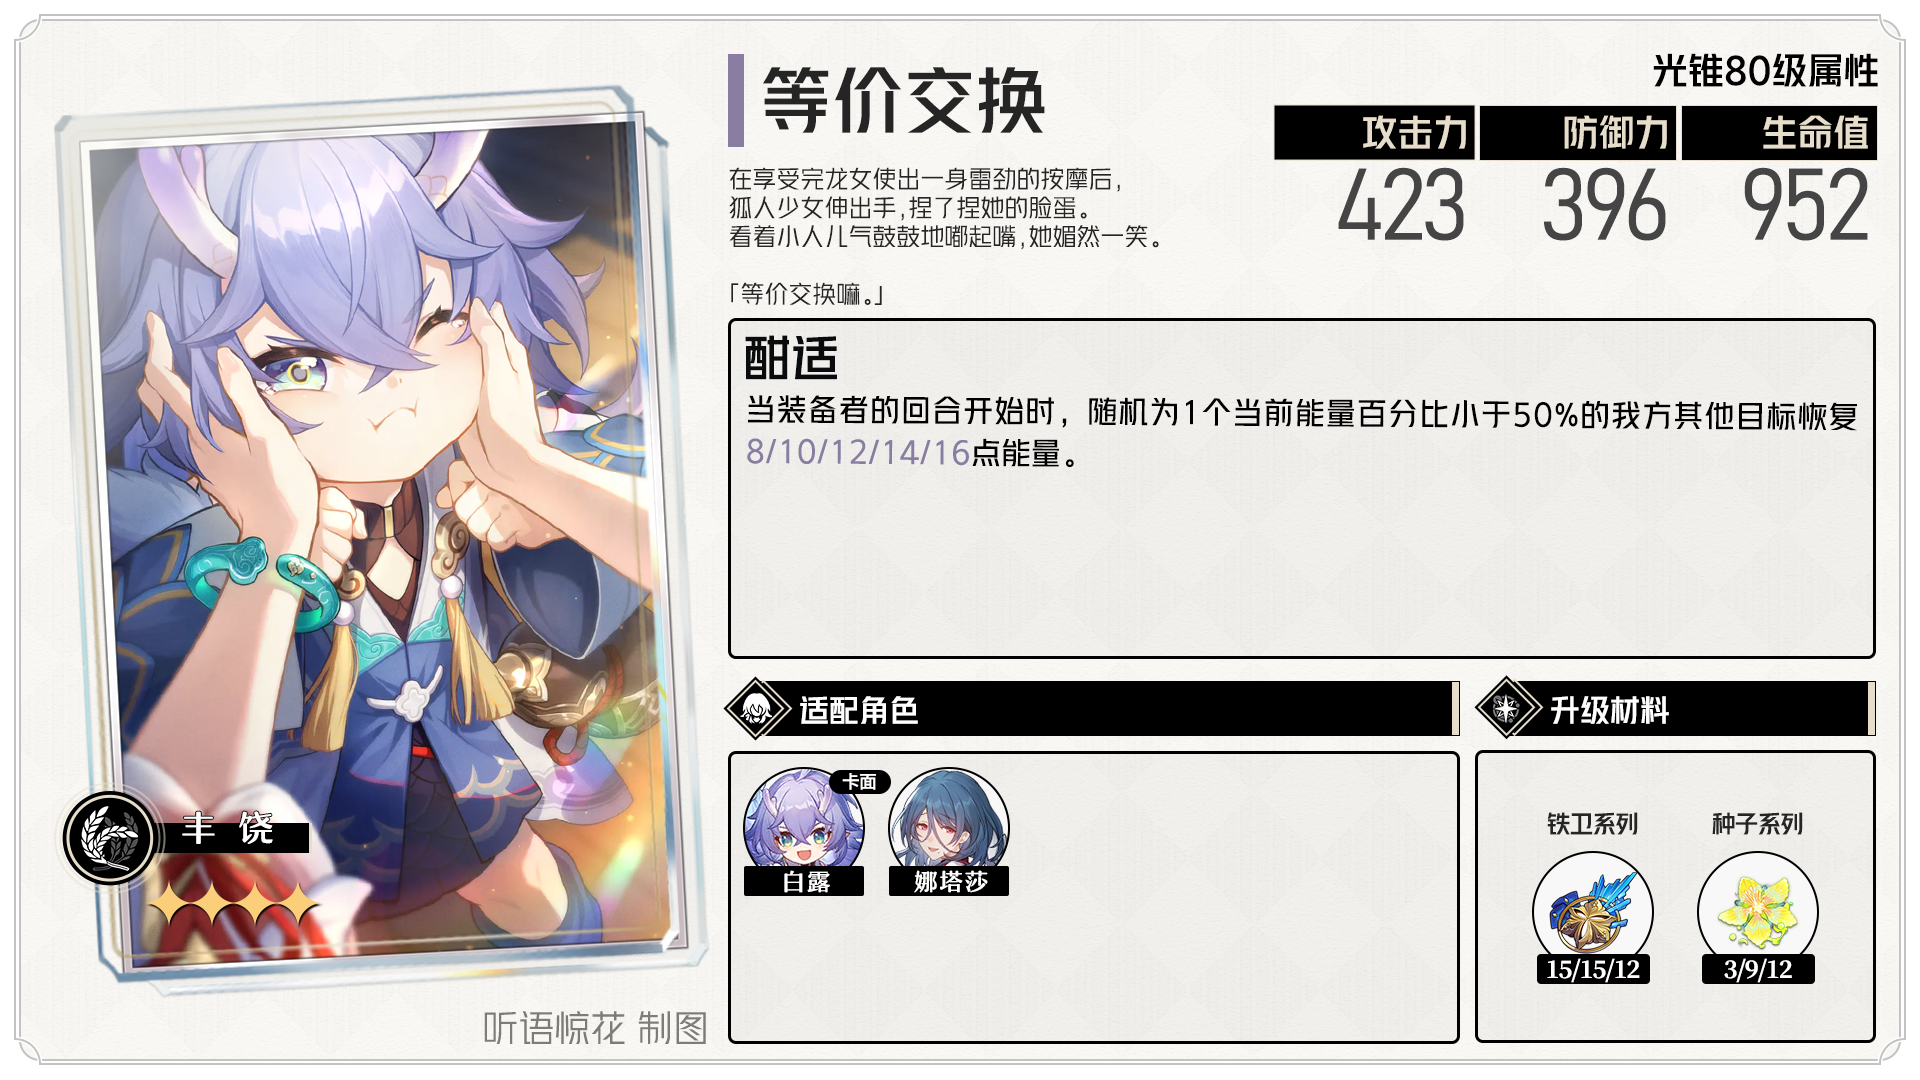 等价交换
在享受完龙女使出一身雷劲的按摩后,
狐人少女伸出手,捏了捏她的脸蛋。
看着小人儿气鼓鼓地嘟起嘴,她媚然一笑。
「等价交换嘛。」
光锥80级属性
攻击力 防御力 生命值
423 396 952
酣适
当装备者的回合开始时，随机为1个当前能量百分比小于50%的我方其他目标恢复
8/10/12/14/16点能量。
适配角色
卡面
白露 娜塔莎
升级材料
铁卫系列 种子系列
15/15/12 3/9/12
丰饶
听语惊花 制图